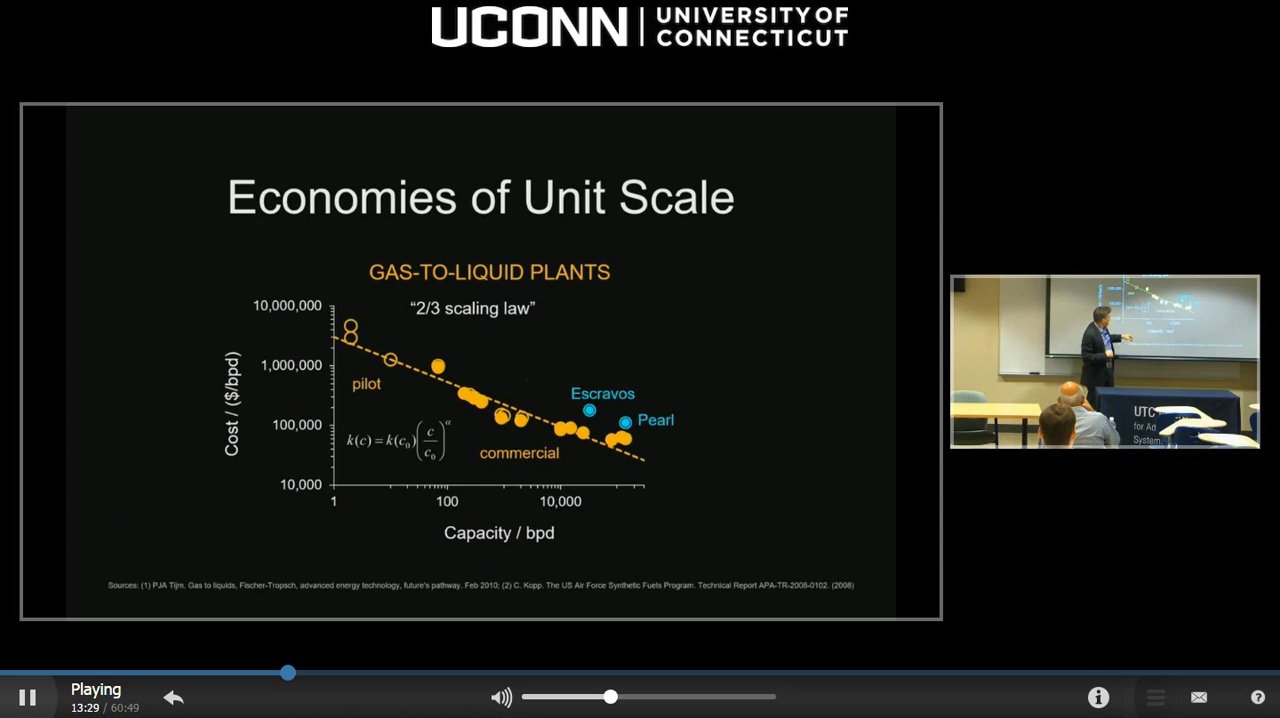 UCONN UNIVERSITY OF
CONNECTICUT
Economies of Unit Scale
GAS-TO-LIQUID PLANTS
"2/3 scaling law"
10,000,000
1,000,000
100,000
10,000
Cost / ($/bpd)
pilot
Escravos
Pearl
k(c) = k(c₀)(c/c₀)^α
commercial
1
100
10,000
Capacity / bpd
Sources: (1) PJA Tijm. Gas to liquids, Fischer-Tropsch, advanced energy technology, future's pathway. Feb 2010; (2) C. Kopp. The US Air Force Synthetic Fuels Program. Technical Report APA-TR-2008-0102. (2008)
UTC
for Ad
System.
Playing
13:29 / 60:49